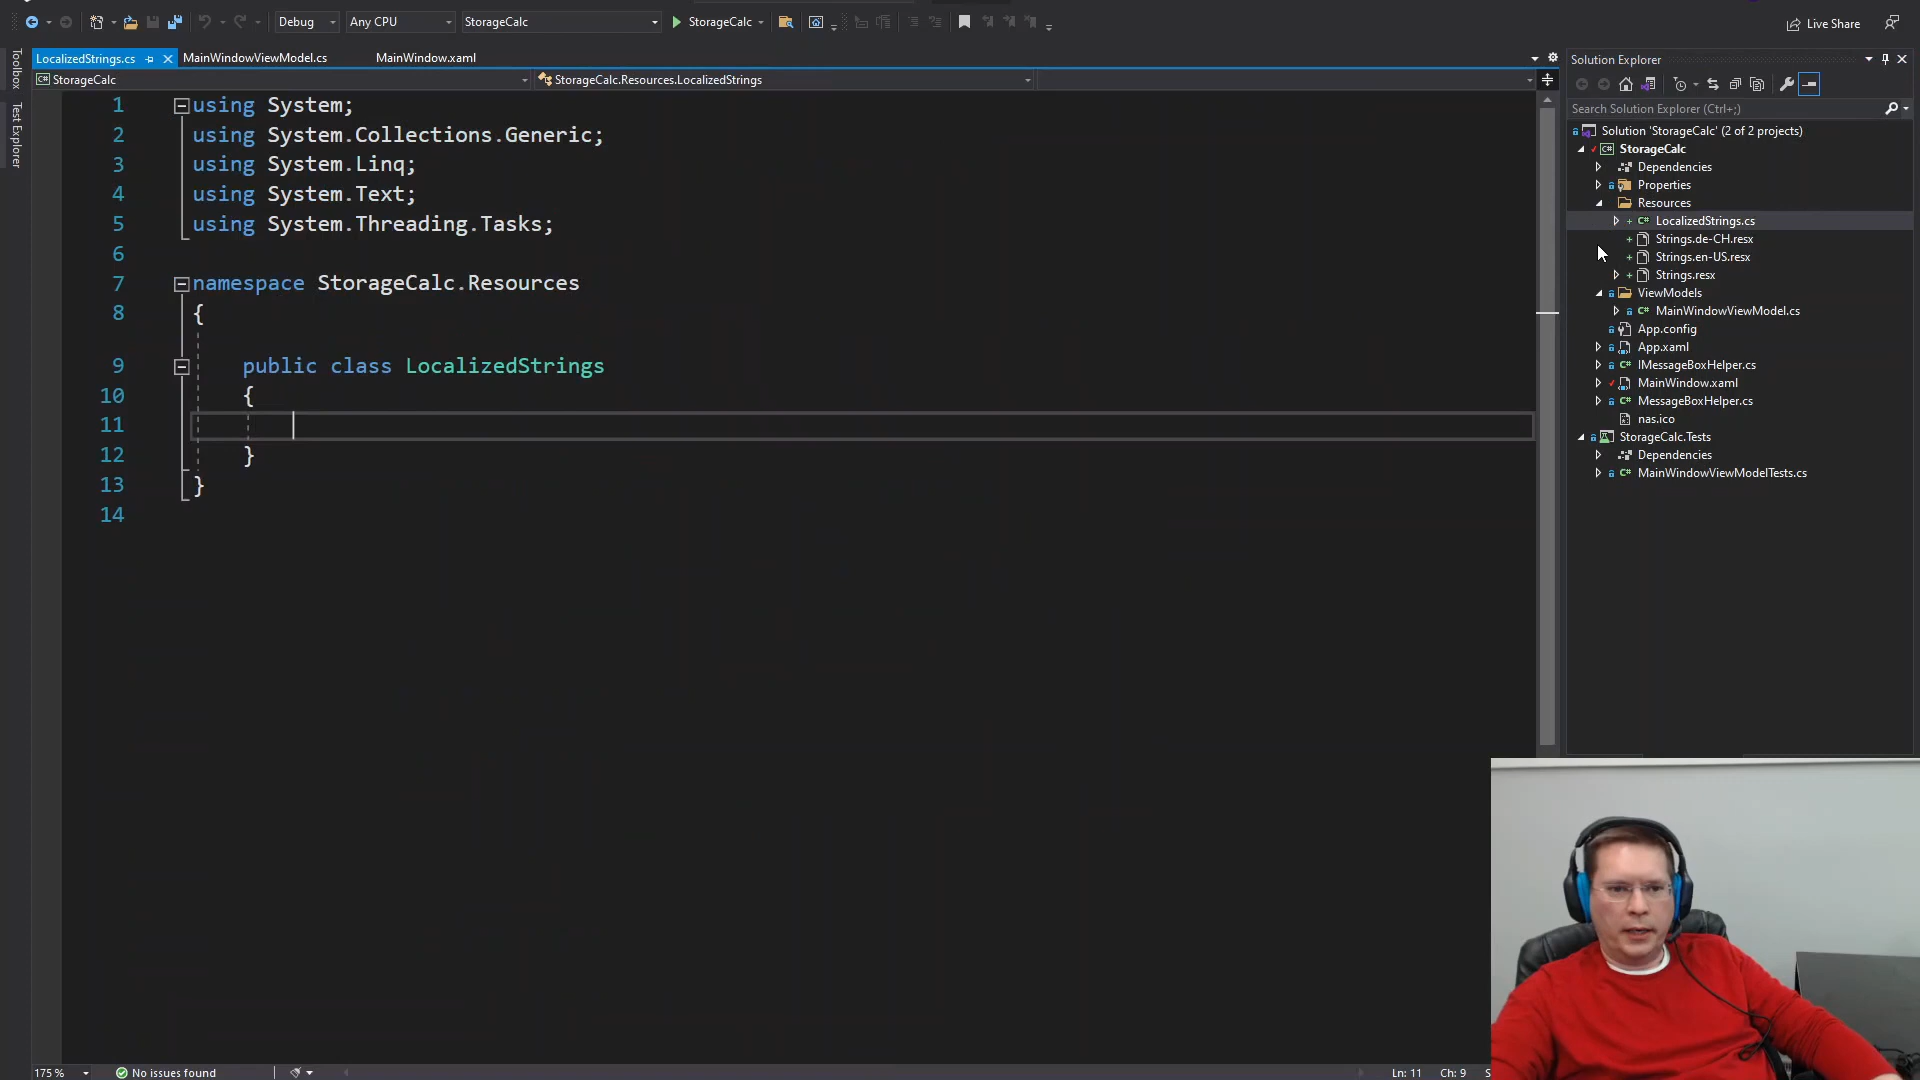 Debug
Any CPU
StorageCalc
StorageCalc
Live Share
Toolbox
Test Explorer
LocalizedStrings.cs
MainWindowViewModel.cs
MainWindow.xaml
StorageCalc
StorageCalc.Resources.LocalizedStrings
1 using System;
2 using System.Collections.Generic;
3 using System.Linq;
4 using System.Text;
5 using System.Threading.Tasks;
6
7 namespace StorageCalc.Resources
8 {
9 public class LocalizedStrings
10 {
11
12 }
13 }
14
Solution Explorer
Search Solution Explorer (Ctrl+;)
Solution 'StorageCalc' (2 of 2 projects)
StorageCalc
Dependencies
Properties
Resources
LocalizedStrings.cs
Strings.de-CH.resx
Strings.en-US.resx
Strings.resx
ViewModels
MainWindowViewModel.cs
App.config
App.xaml
IMessageBoxHelper.cs
MainWindow.xaml
MessageBoxHelper.cs
nas.ico
StorageCalc.Tests
Dependencies
MainWindowViewModelTests.cs
175 %
No issues found
Ln: 11
Ch: 9